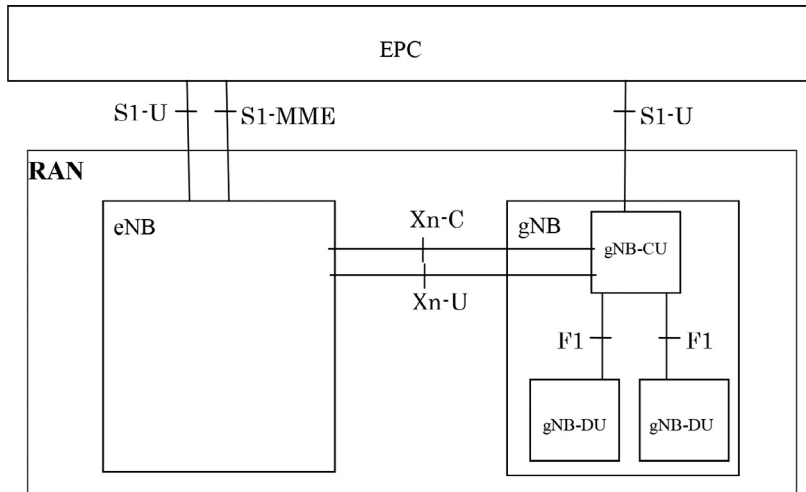 EPC
S1-U
S1-MME
S1-U
RAN
eNB
Xn-C
gNB
gNB-CU
Xn-U
F1
F1
gNB-DU
gNB-DU